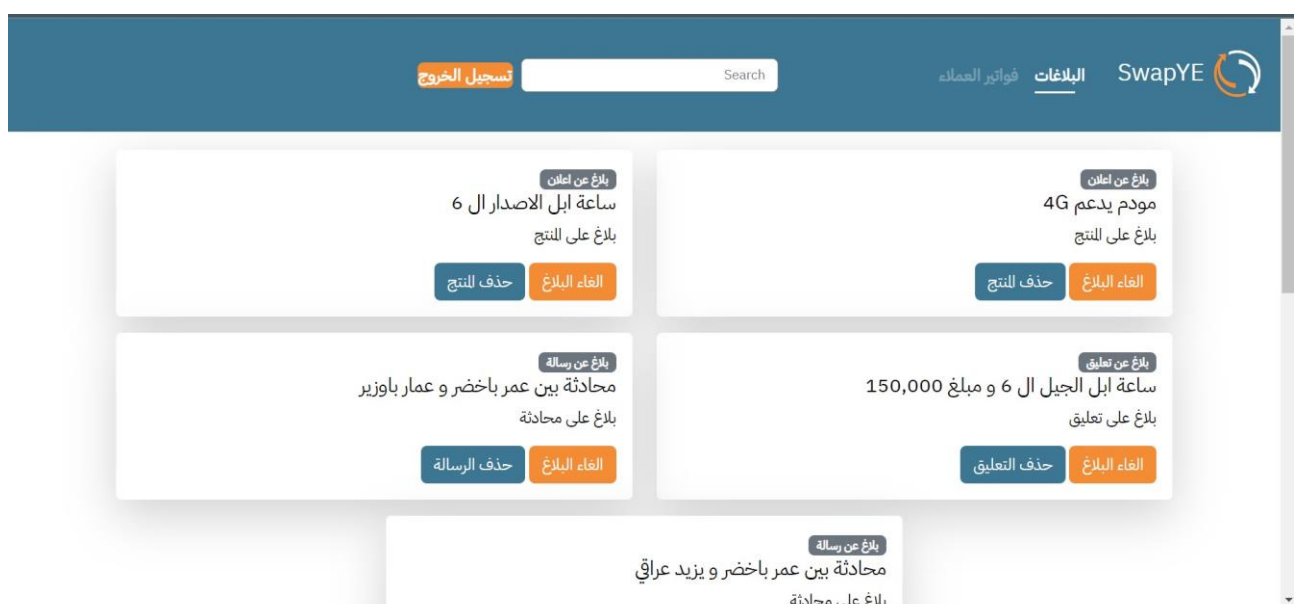 SwapYE
البلاغات
فواتير العملاء
Search
تسجيل الخروج
بلاغ عن اعلان
مودم يدعم 4G
بلاغ على المنتج
الغاء البلاغ
حذف المنتج
بلاغ عن اعلان
ساعة ابل الاصدار ال 6
بلاغ على المنتج
الغاء البلاغ
حذف المنتج
بلاغ عن تعليق
ساعة ابل الجيل ال 6 و مبلغ 150,000
بلاغ على تعليق
الغاء البلاغ
حذف التعليق
بلاغ عن رسالة
محادثة بين عمر باخضر و عمار باوزير
بلاغ على محادثة
الغاء البلاغ
حذف الرسالة
بلاغ عن رسالة
محادثة بين عمر باخضر و يزيد عراقي
بلاغ على محادثة